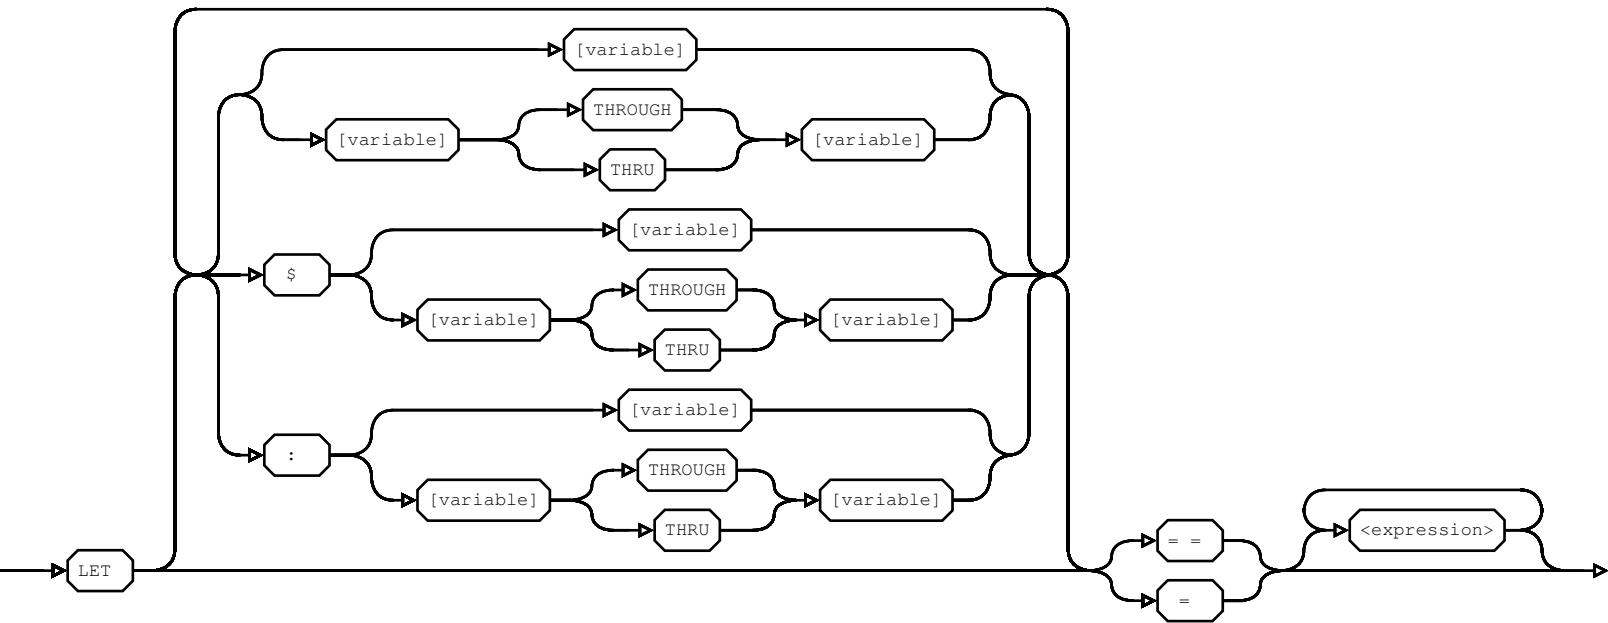 [variable]
THROUGH
[variable] [variable]
THRU
[variable]
$
THROUGH
[variable] [variable]
THRU
[variable]
:
THROUGH
[variable] [variable]
THRU
<expression>
= =
LET
=